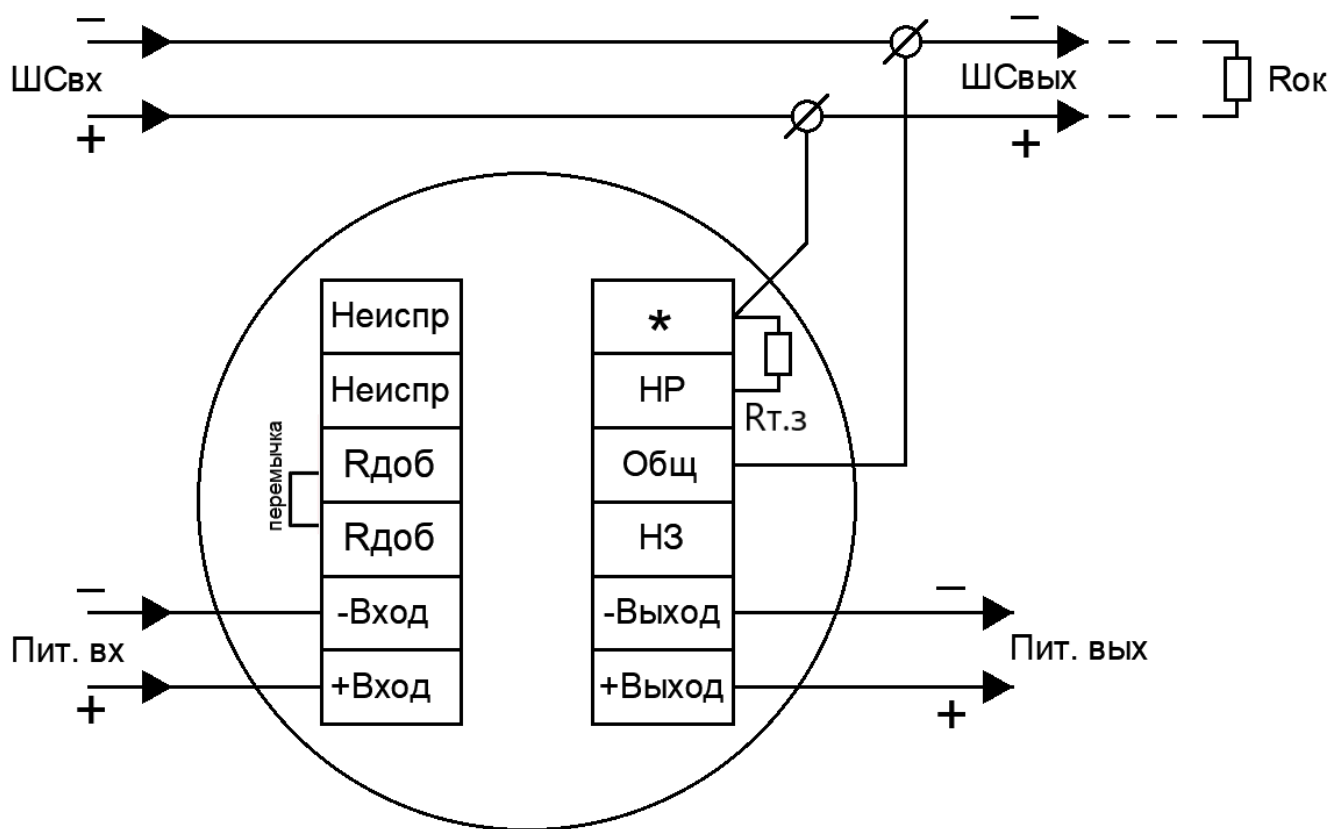 − −
ШСвх ШСвых Rок
+ +
Неиспр *
Неиспр НР
Rт.з
перемычка
Rдоб Общ
Rдоб НЗ
− −
-Вход -Выход
Пит. вх Пит. вых
+Вход +Выход
+ +